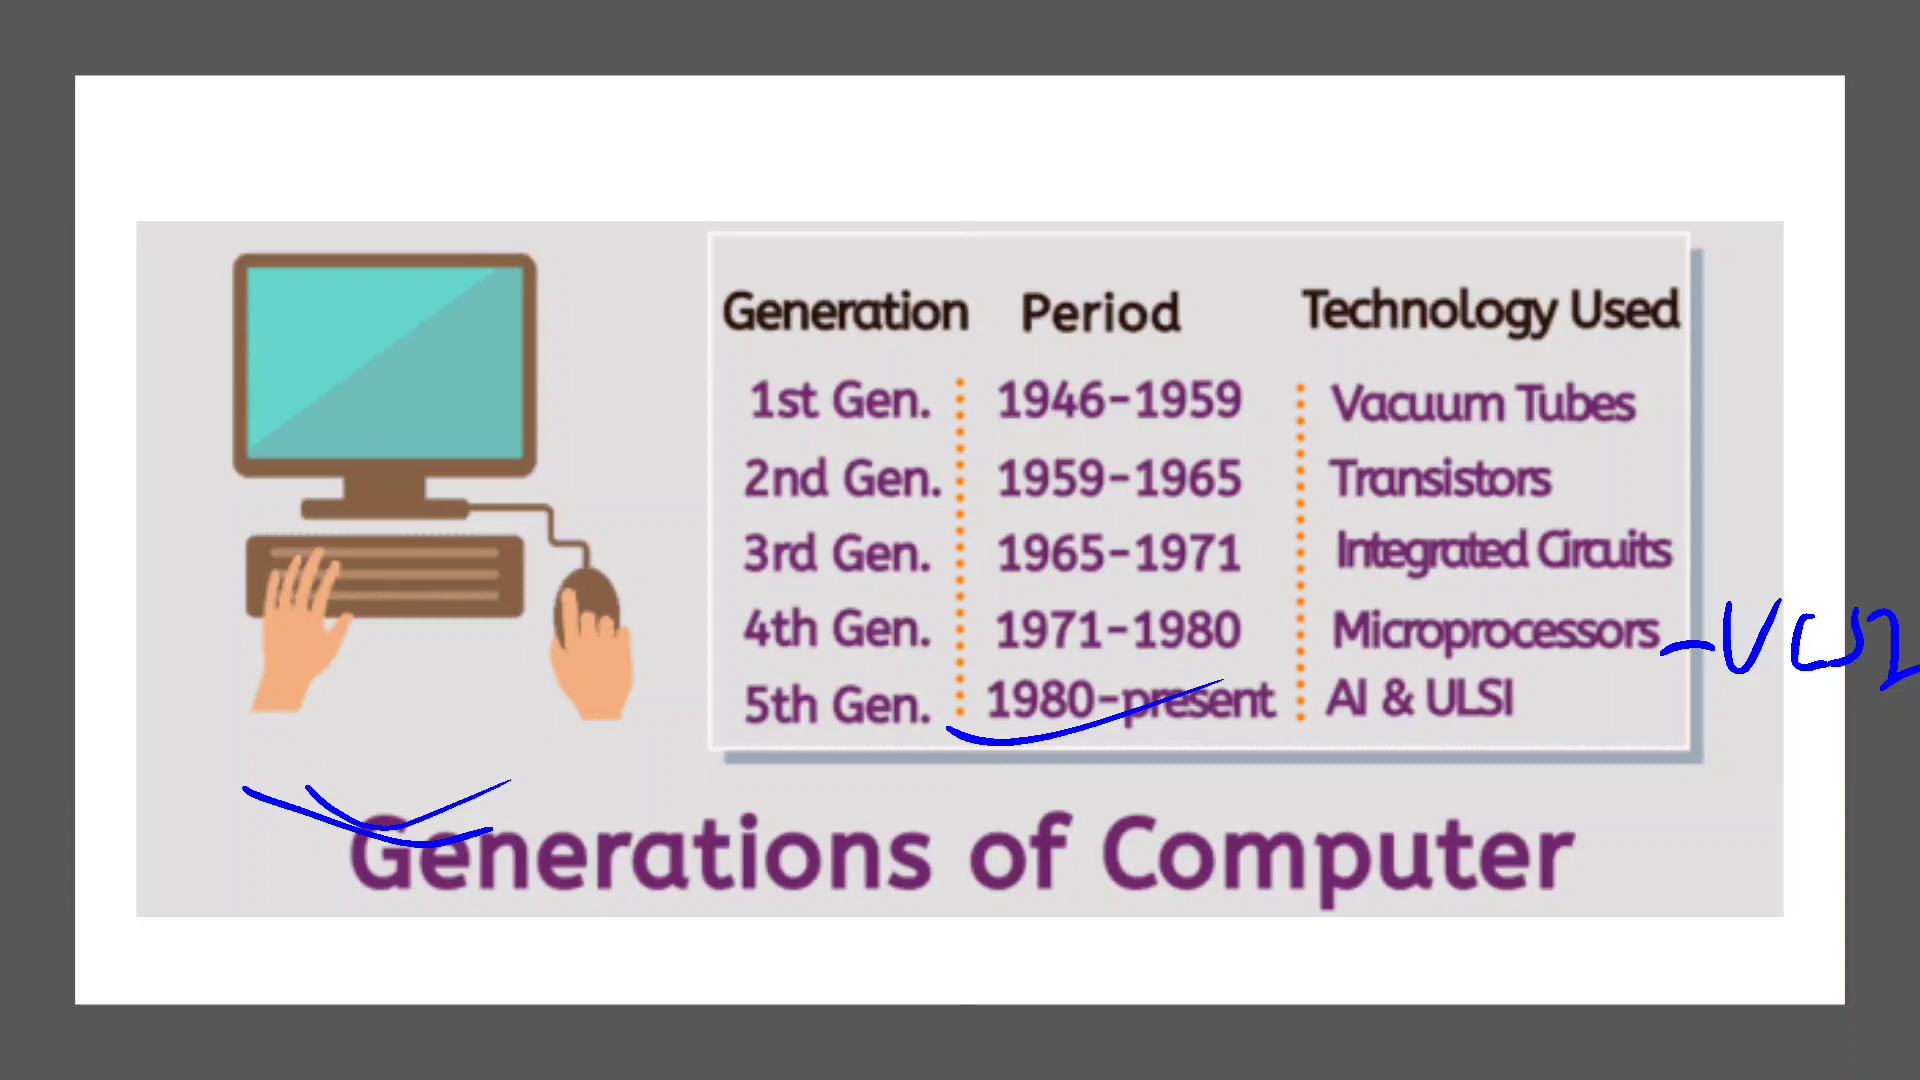 Generation Period Technology Used
1st Gen. 1946-1959 Vacuum Tubes
2nd Gen. 1959-1965 Transistors
3rd Gen. 1965-1971 Integrated Circuits
4th Gen. 1971-1980 Microprocessors
5th Gen. 1980-present AI & ULSI
Generations of Computer